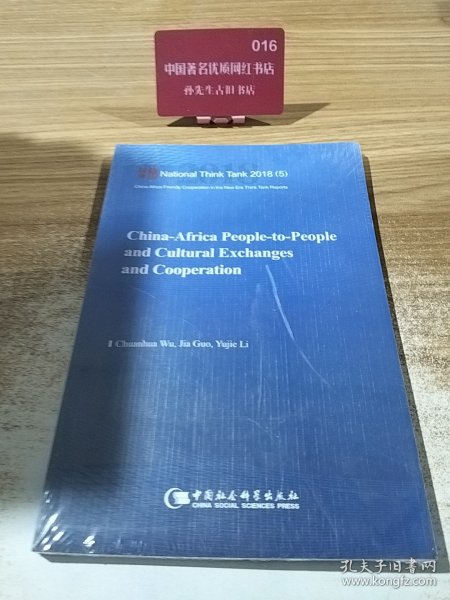 016
中国著名优质网红书店
孙先生古旧书店
National Think Tank 2018 (5)
China-Africa Friendly Cooperation in the New Era Think Tank Reports
China-Africa People-to-People
and Cultural Exchanges
and Cooperation
Chuanhua Wu, Jia Guo, Yujie Li
中国社会科学出版社
CHINA SOCIAL SCIENCES PRESS
孔夫子旧书网
www.kongfz.com